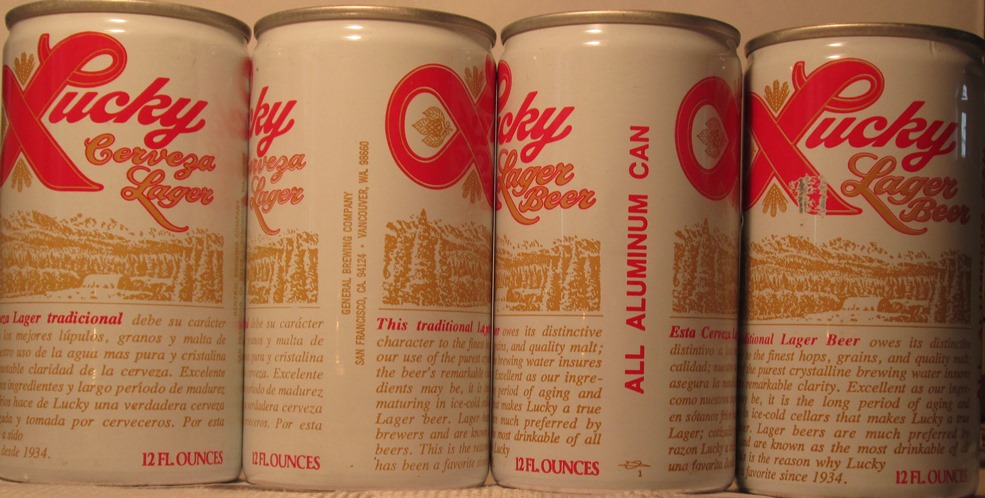 Lucky
Cerveza
Lager
Lager tradicional debe su carácter
los mejores lúpulos, granos y malta de
uso de la agua mas pura y cristalina
claridad de la cerveza. Excelente
ingredientes y largo período de madurez
hace de Lucky una verdadera cerveza
y tomada por cerveceros. Por esta
a sido
desde 1934.
12 FL. OUNCES
GENERAL BREWING COMPANY
SAN FRANCISCO, CA 94124 • VANCOUVER, WA. 98660
su carácter
y malta de
pura y cristalina
cerveza. Excelente
de madurez
cerveza
cerveceros. Por esta
12 FL. OUNCES
This traditional
character to the
our use of the purest
the beer's remarkable
dients may be, it is
maturing in ice-cold
Lager beer. Lager
brewers and are
beers. This is the
has been a favorite
Lager
Beer
owes its distinctive
and quality malt;
brewing water insures
Excellent as our ingre-
period of aging and
makes Lucky a true
much preferred by
most drinkable of all
Lucky
12 FL. OUNCES
ALL ALUMINUM CAN
1
Esta Cerveza
distintivo a
calidad;
asegura la
como nuestros
en sótanos
Lager;
razon Lucky
una favorita
Lucky
Lager
Beer
Lager Beer owes its distinctive
to the finest hops, grains, and quality malt;
the purest crystalline brewing water insures
remarkable clarity. Excellent as our ingre-
be, it is the long period of aging and
ice-cold cellars that makes Lucky a true
Lager beers are much preferred by
and are known as the most drinkable of all
is the reason why Lucky
favorite since 1934.
12 FL. OUNCES